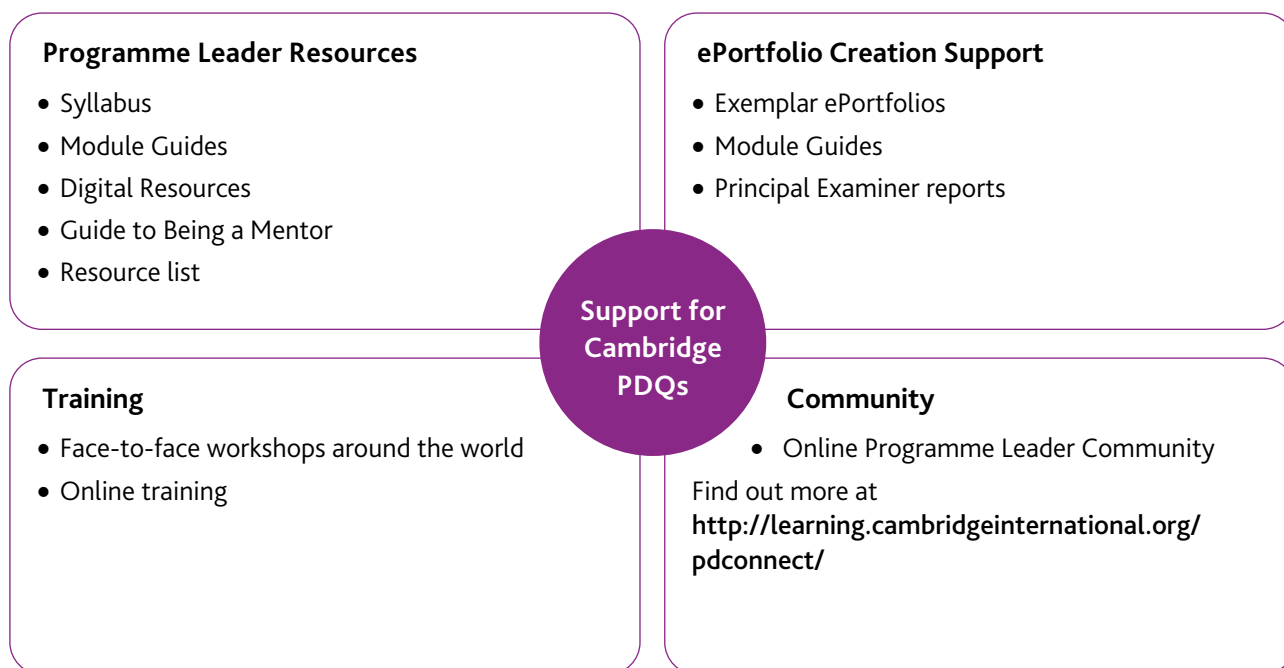 Programme Leader Resources
• Syllabus
• Module Guides
• Digital Resources
• Guide to Being a Mentor
• Resource list
ePortfolio Creation Support
• Exemplar ePortfolios
• Module Guides
• Principal Examiner reports
Support for
Cambridge
PDQs
Training
• Face-to-face workshops around the world
• Online training
Community
• Online Programme Leader Community
Find out more at
http://learning.cambridgeinternational.org/
pdconnect/